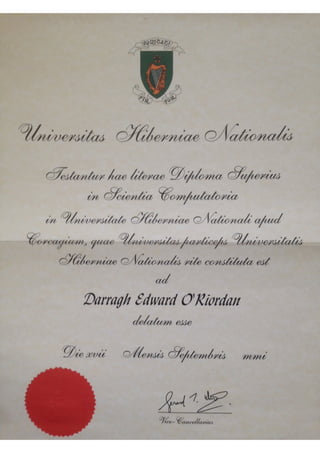 Universitas Hiberniae Nationalis
Testantur hae literae Diploma Superius
in Scientia Computatoria
in Universitate Hiberniae Nationali apud
Corcagium, quae Universitas particeps Universitatis
Hiberniae Nationalis rite constituta est
ad
Darragh Edward O'Riordan
delatum esse
Die xvii Mensis Septembris mmi
Vice-Cancellarius